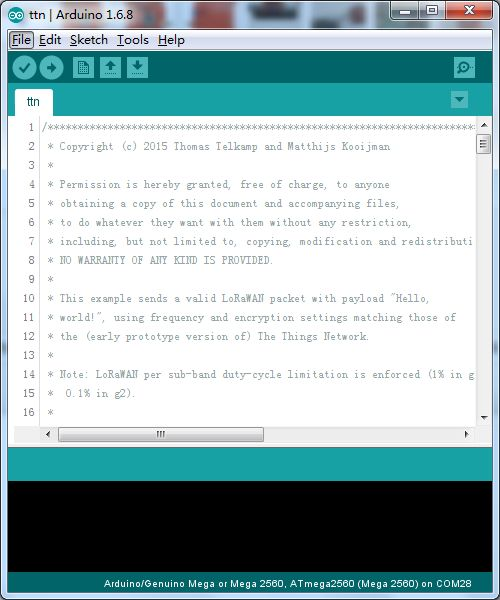 ttn | Arduino 1.6.8
File Edit Sketch Tools Help
ttn
1 /************************************************************************
2 * Copyright (c) 2015 Thomas Telkamp and Matthijs Kooijman
3 *
4 * Permission is hereby granted, free of charge, to anyone
5 * obtaining a copy of this document and accompanying files,
6 * to do whatever they want with them without any restriction,
7 * including, but not limited to, copying, modification and redistributi
8 * NO WARRANTY OF ANY KIND IS PROVIDED.
9 *
10 * This example sends a valid LoRaWAN packet with payload "Hello,
11 * world!", using frequency and encryption settings matching those of
12 * the (early prototype version of) The Things Network.
13 *
14 * Note: LoRaWAN per sub-band duty-cycle limitation is enforced (1% in g
15 *  0.1% in g2).
16 *
Arduino/Genuino Mega or Mega 2560, ATmega2560 (Mega 2560) on COM28